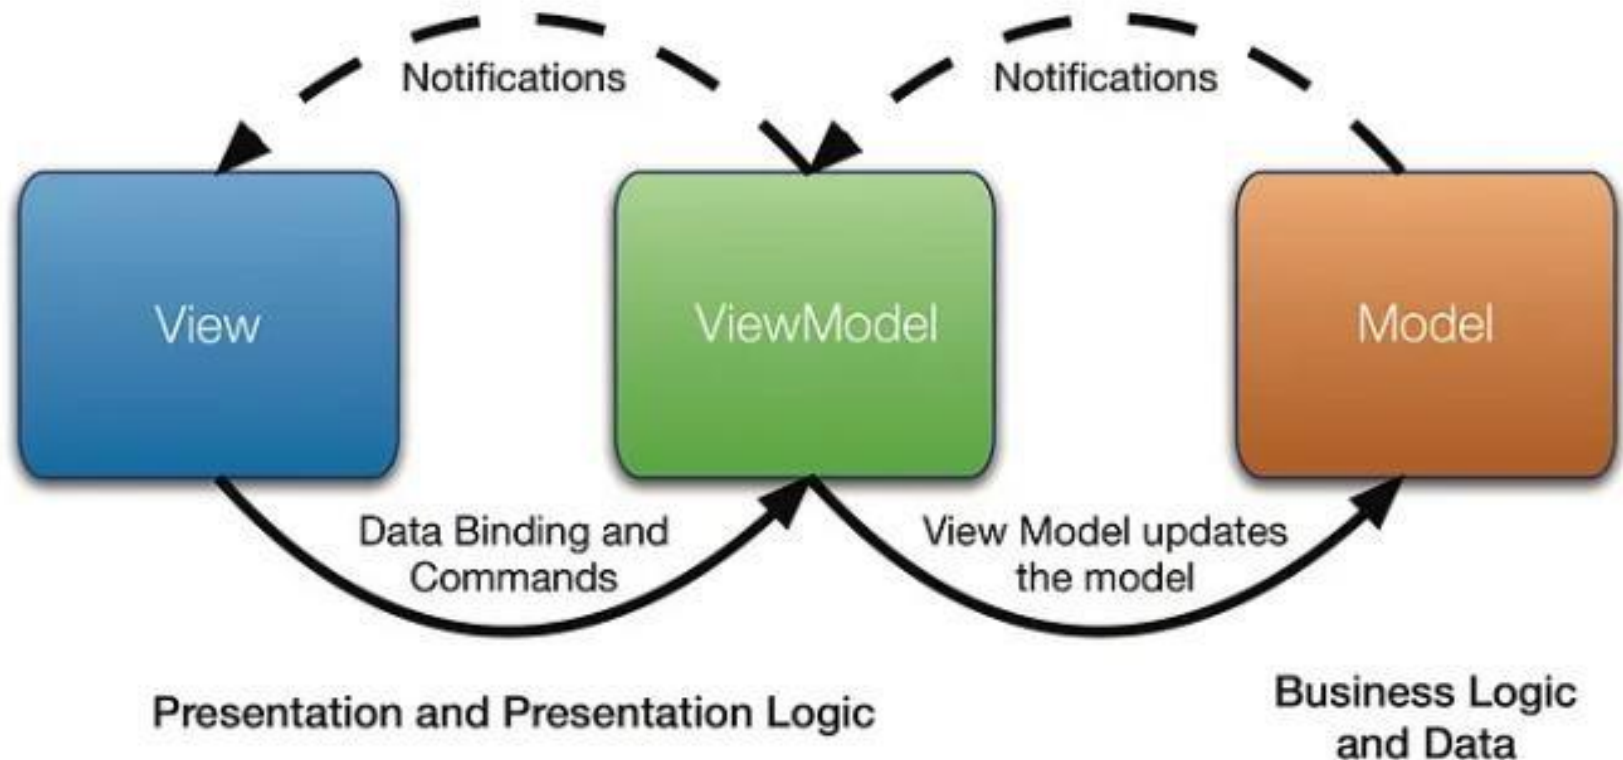 Notifications
Notifications
View
ViewModel
Model
Data Binding and
Commands
View Model updates
the model
Presentation and Presentation Logic
Business Logic
and Data